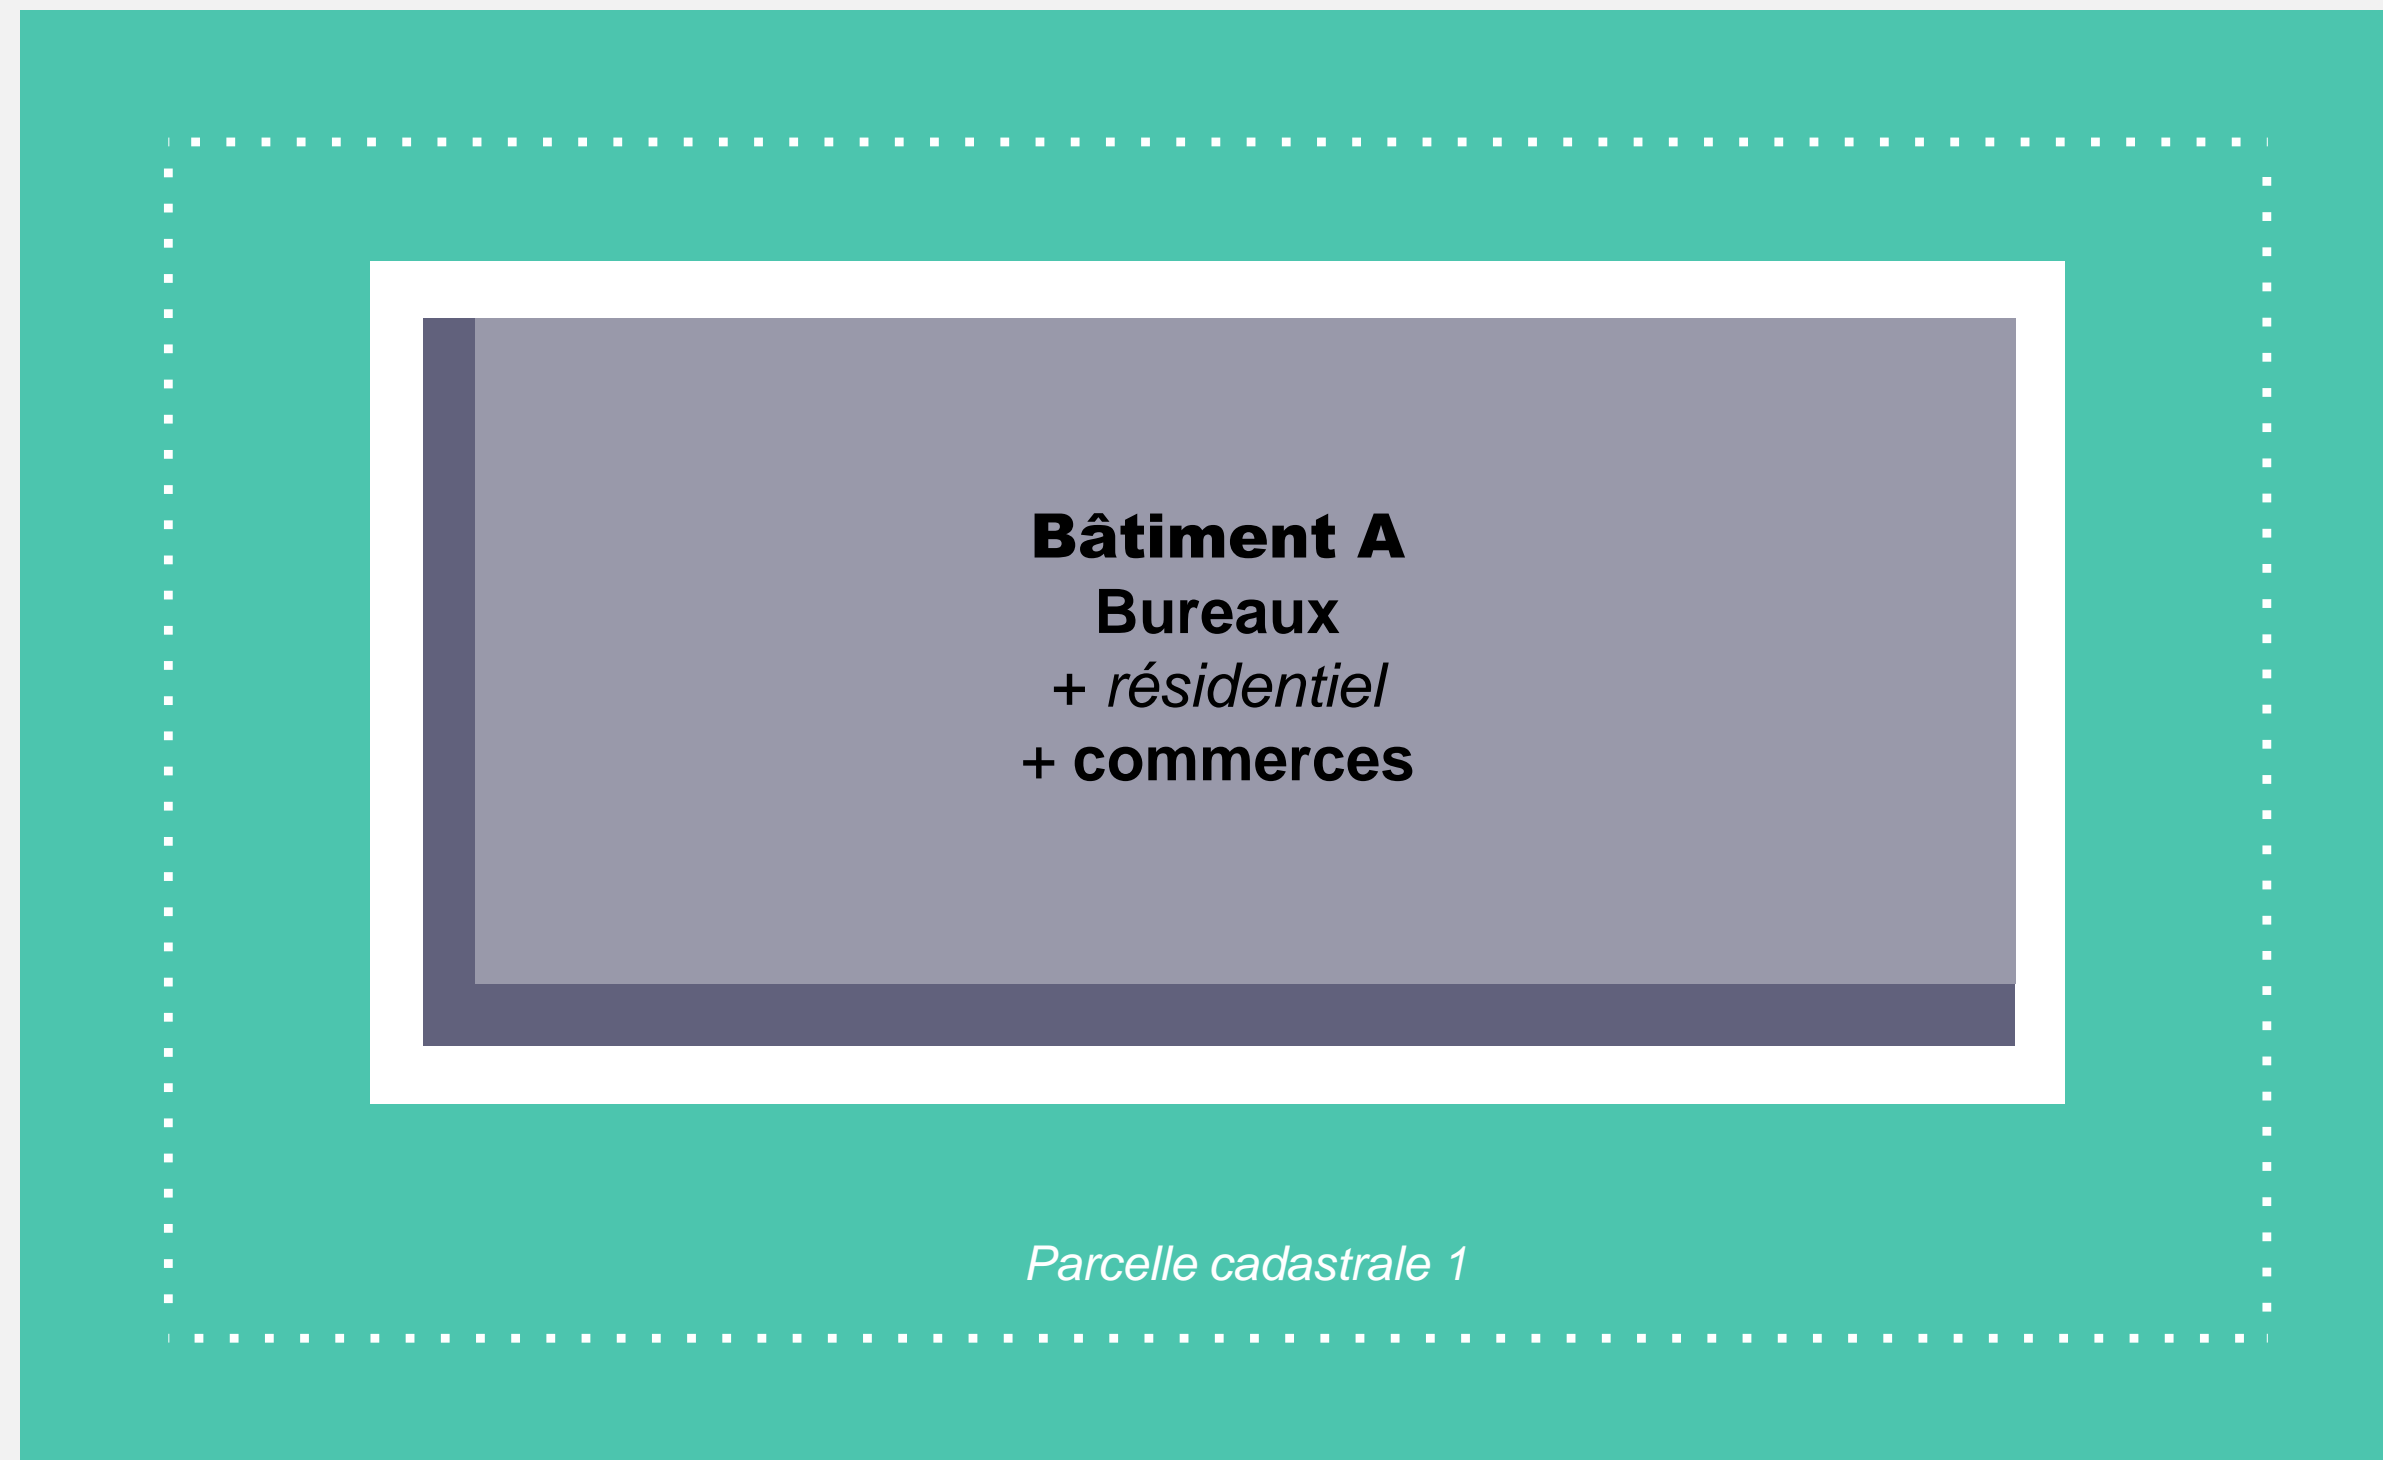 Bâtiment A
Bureaux
+ résidentiel
+ commerces
Parcelle cadastrale 1